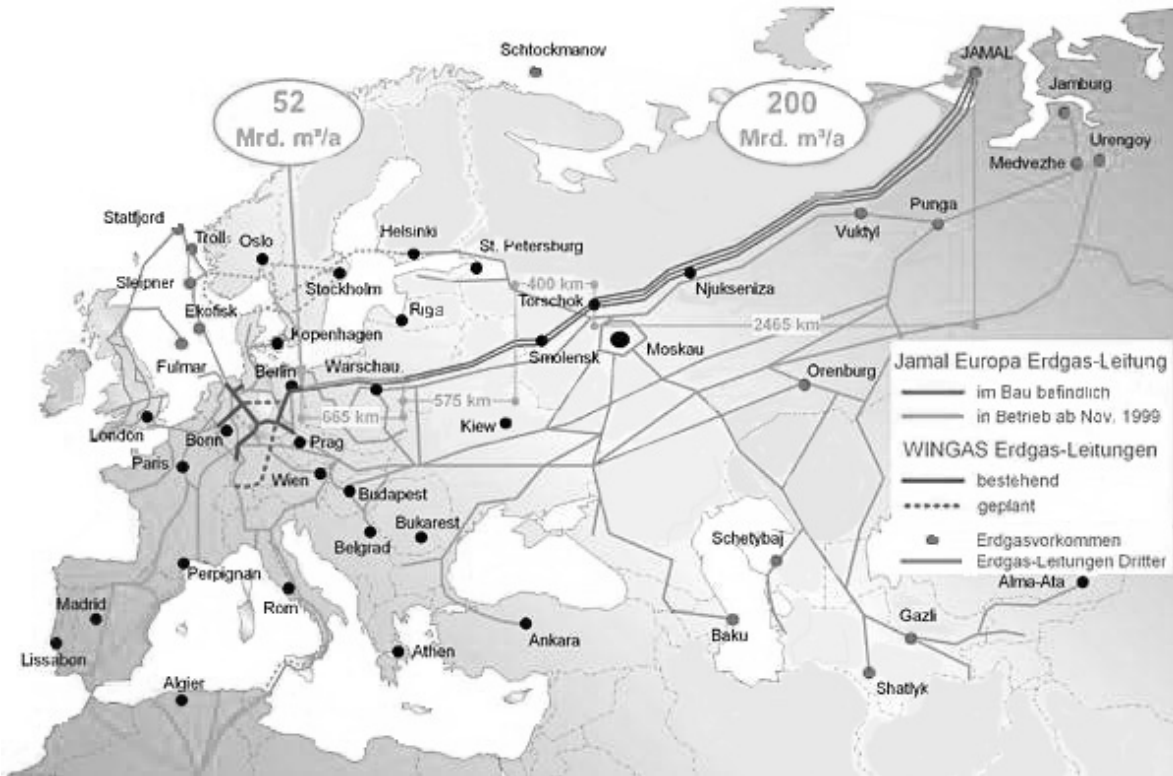 Schtockmanov
JAMAL
52
Mrd. m³/a
200
Mrd. m³/a
Jamburg
Urengoy
Medvezhe
Punga
Vuktyl
Statfjord
Troll
Oslo
Helsinki
St. Petersburg
Sleipner
Stockholm
400 km
Njukseniza
Torschok
Ekofisk
Riga
2465 km
Kopenhagen
Smolensk
Moskau
Fulmar
Warschau
Berlin
Orenburg
575 km
665 km
Kiew
London
Bonn
Prag
Paris
Wien
Budapest
Bukarest
Belgrad
Schetybaj
Perpignan
Rom
Madrid
Lissabon
Ankara
Athen
Baku
Gazli
Alma-Ata
Shatlyk
Algier
Jamal Europa Erdgas-Leitung
im Bau befindlich
in Betrieb ab Nov. 1999
WINGAS Erdgas-Leitungen
bestehend
geplant
Erdgasvorkommen
Erdgas-Leitungen Dritter